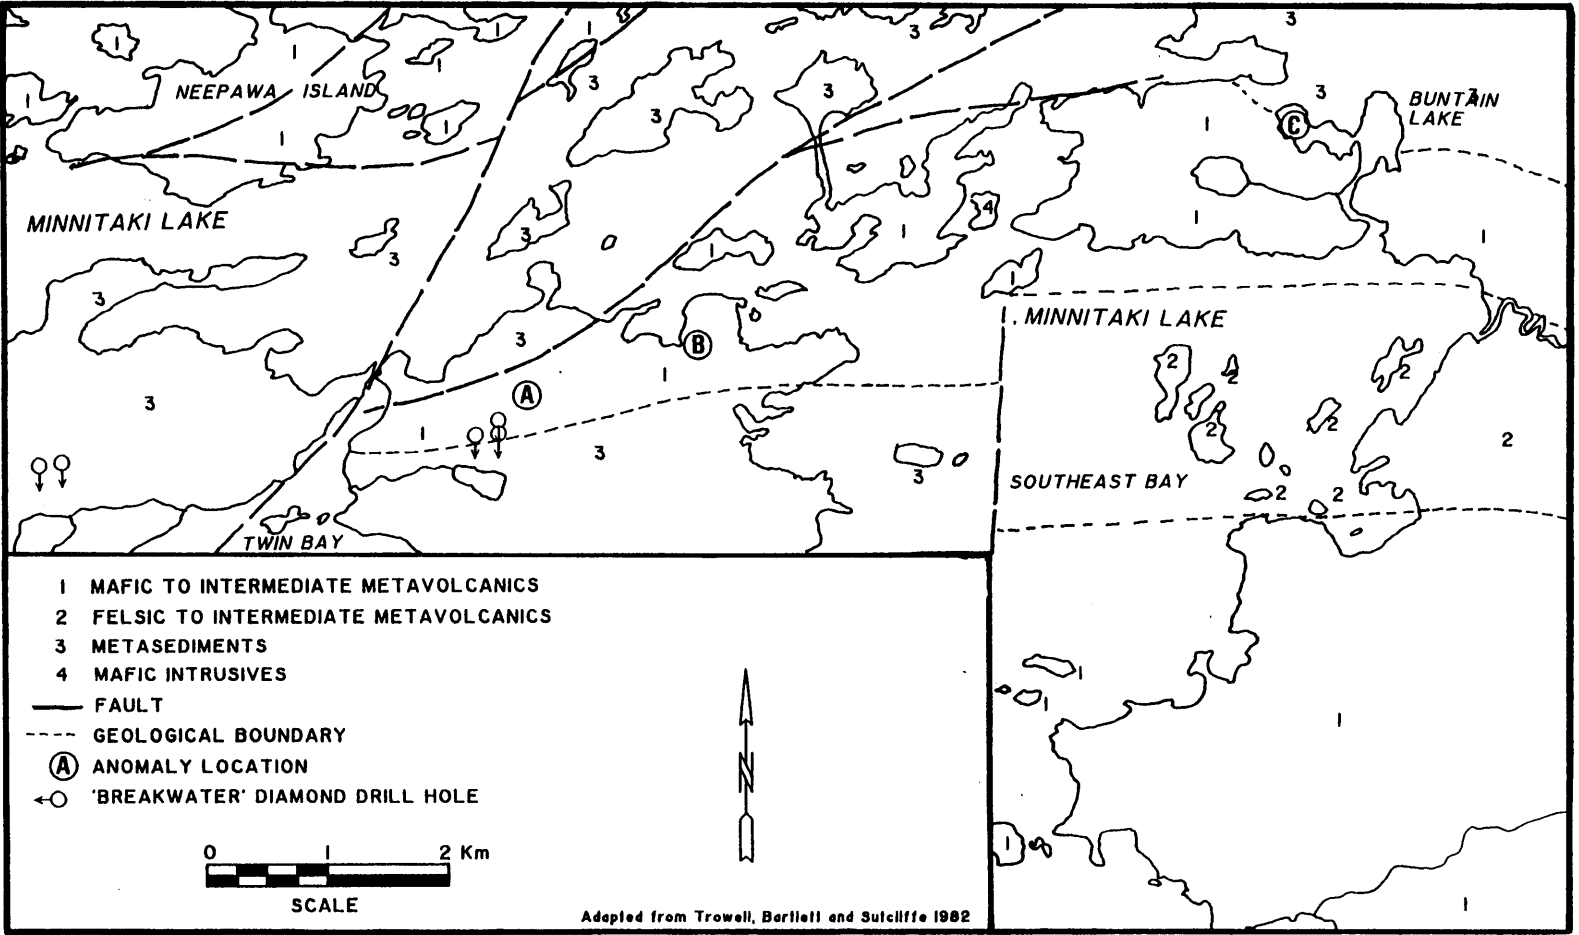 3
1
1
3
1
1
NEEPAWA ISLAND
3
3
3
3
BUNTAIN
LAKE
1
3
1
C
1
1
MINNITAKI LAKE
4
3
1
1
1
3
1
1
3
MINNITAKI LAKE
3
B
2
2
2
1
A
3
1
2
2
2
3
3
SOUTHEAST BAY
2
2
TWIN BAY
1 MAFIC TO INTERMEDIATE METAVOLCANICS
2 FELSIC TO INTERMEDIATE METAVOLCANICS
3 METASEDIMENTS
4 MAFIC INTRUSIVES
FAULT
GEOLOGICAL BOUNDARY
A ANOMALY LOCATION
'BREAKWATER' DIAMOND DRILL HOLE
N
1
1
1
1
1
0 1 2 Km
SCALE
Adapted from Trowell, Bartlett and Sutcliffe 1982